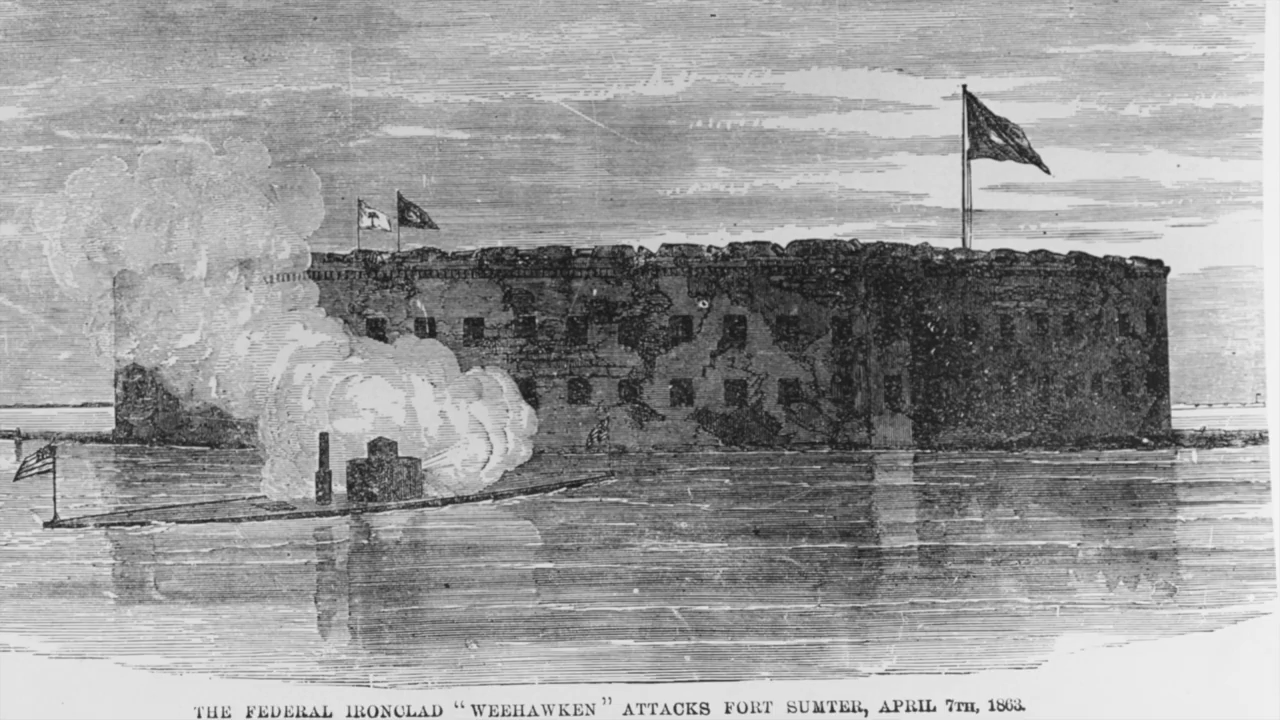 THE FEDERAL IRONCLAD “WEEHAWKEN” ATTACKS FORT SUMTER, APRIL 7TH, 1863.